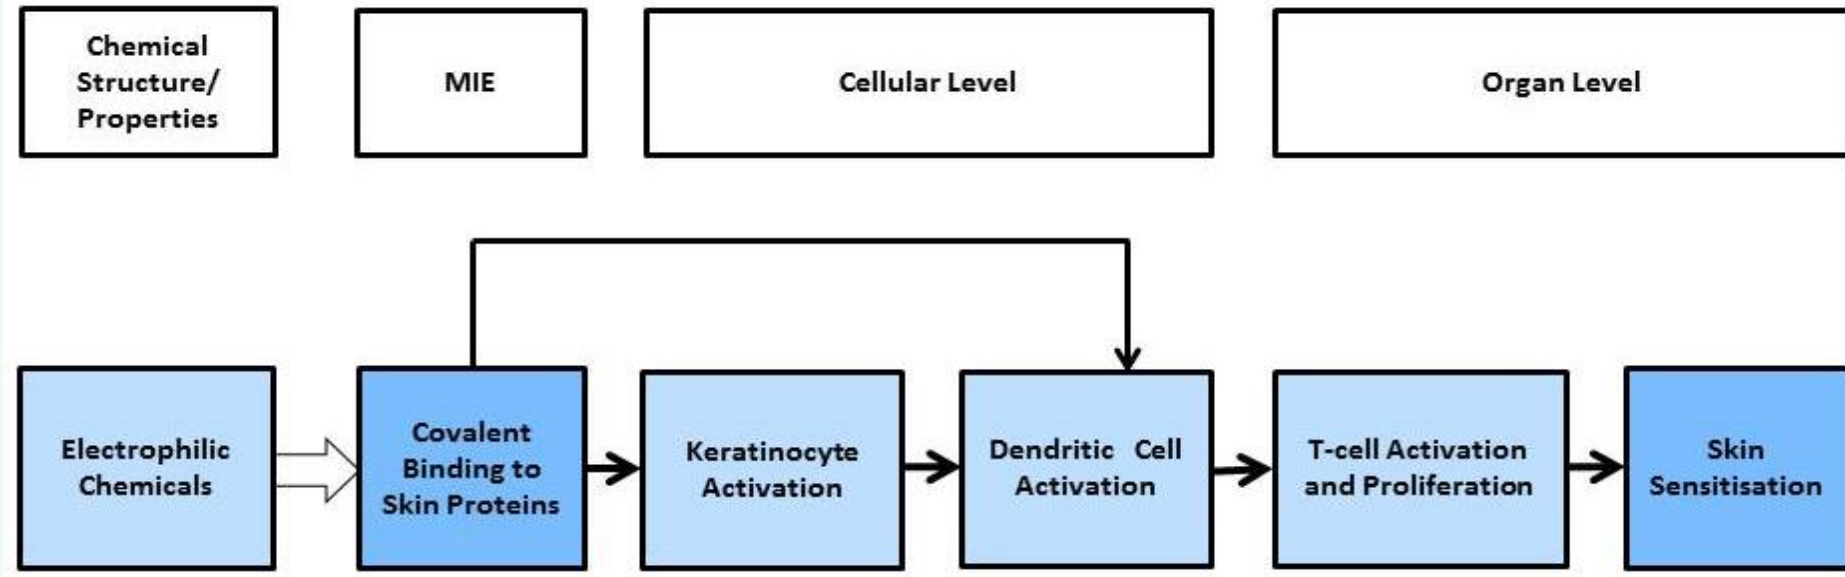 Chemical
Structure/
Properties
MIE
Cellular Level
Organ Level
Electrophilic
Chemicals
Covalent
Binding to
Skin Proteins
Keratinocyte
Activation
Dendritic Cell
Activation
T-cell Activation
and Proliferation
Skin
Sensitisation